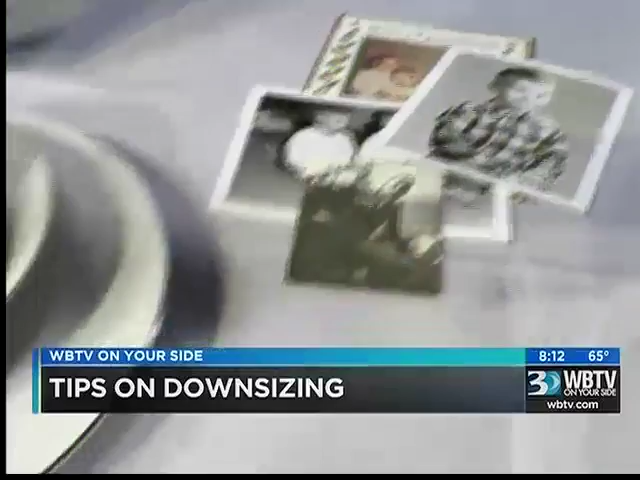 WBTV ON YOUR SIDE
8:12 65°
TIPS ON DOWNSIZING
3 WBTV
ON YOUR SIDE
wbtv.com